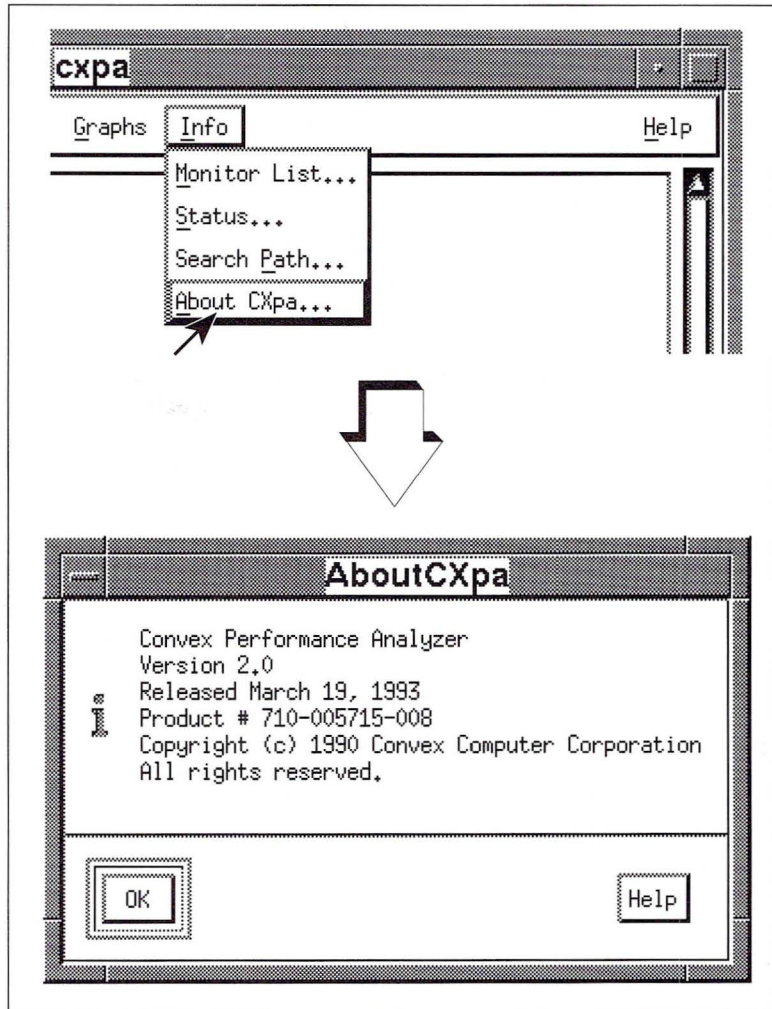 cxpa
Graphs Info Help
Monitor List...
Status...
Search Path...
About CXpa...
AboutCXpa
Convex Performance Analyzer
Version 2.0
Released March 19, 1993
Product # 710-005715-008
Copyright (c) 1990 Convex Computer Corporation
All rights reserved.
OK Help